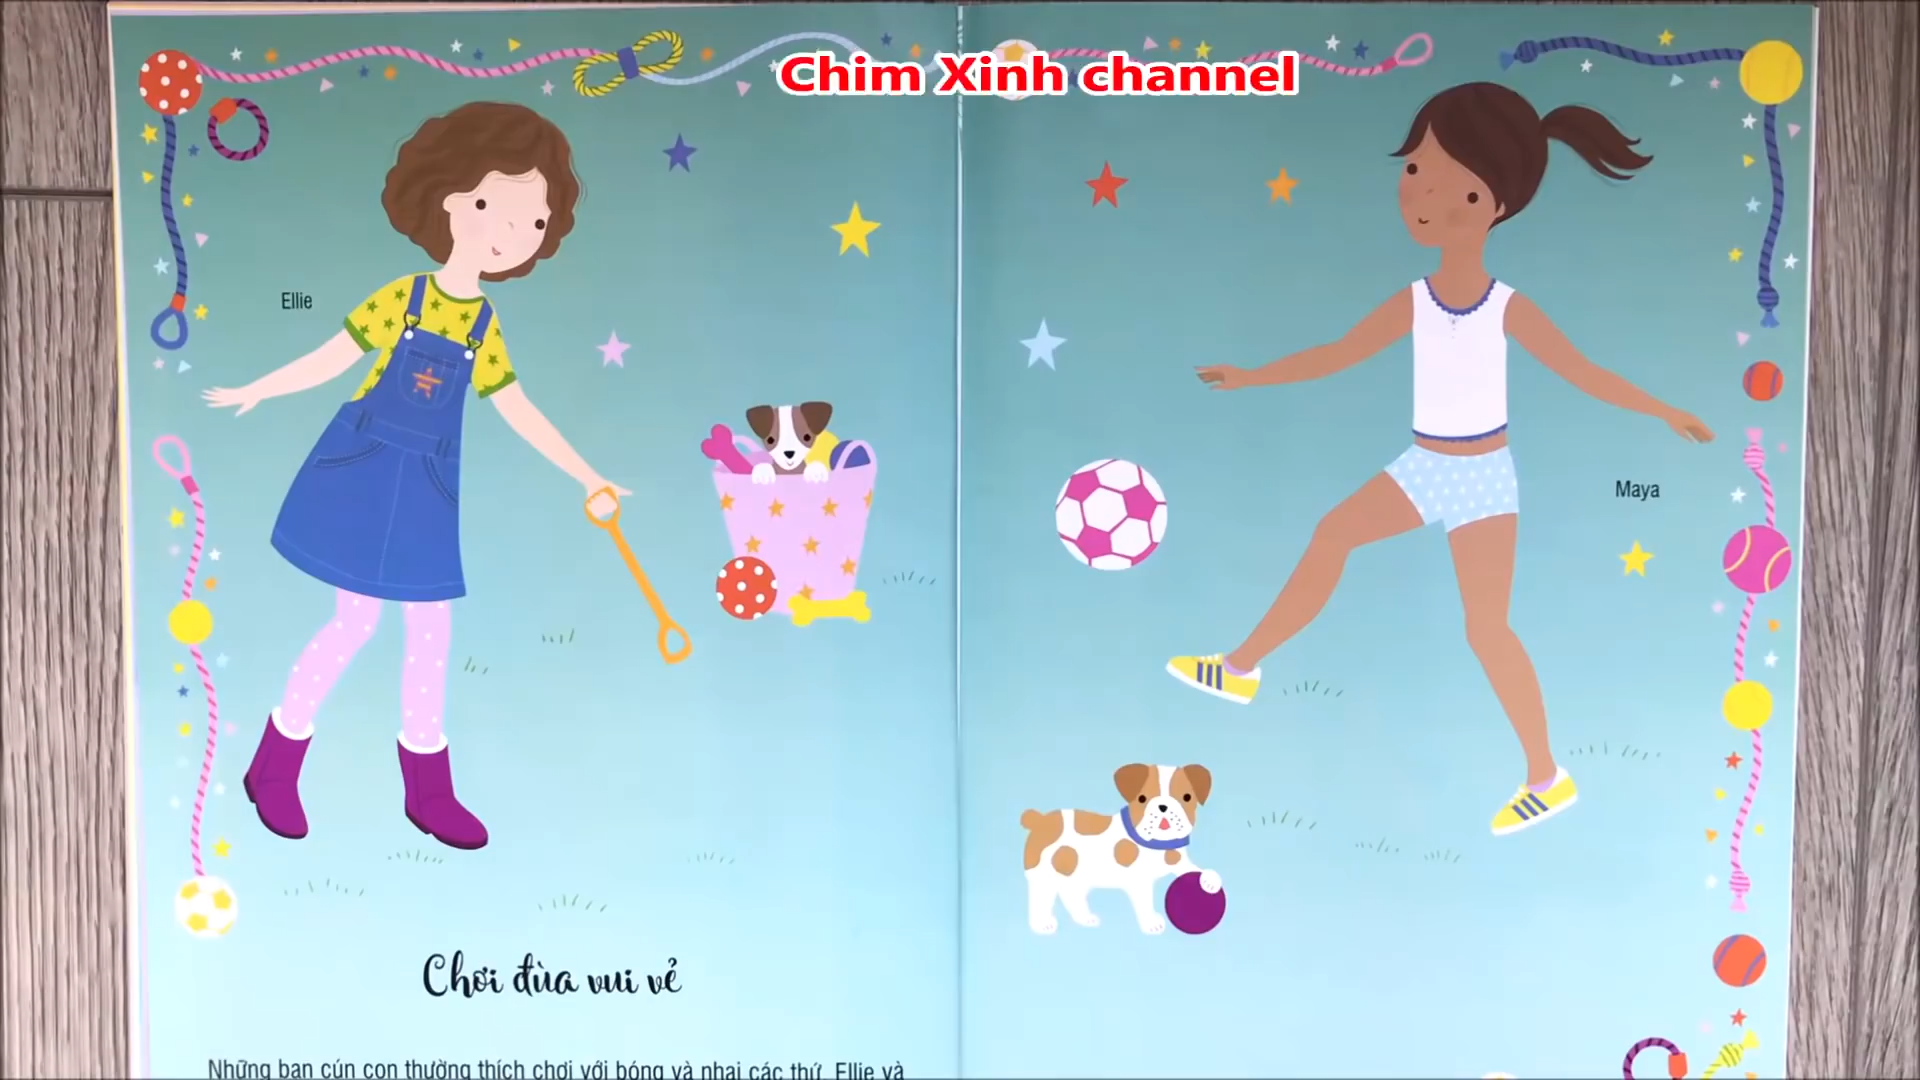 Chim Xinh channel
Ellie
Maya
Chơi đùa vui vẻ
Những bạn cún con thường thích chơi với bóng và nhai các thứ. Ellie và